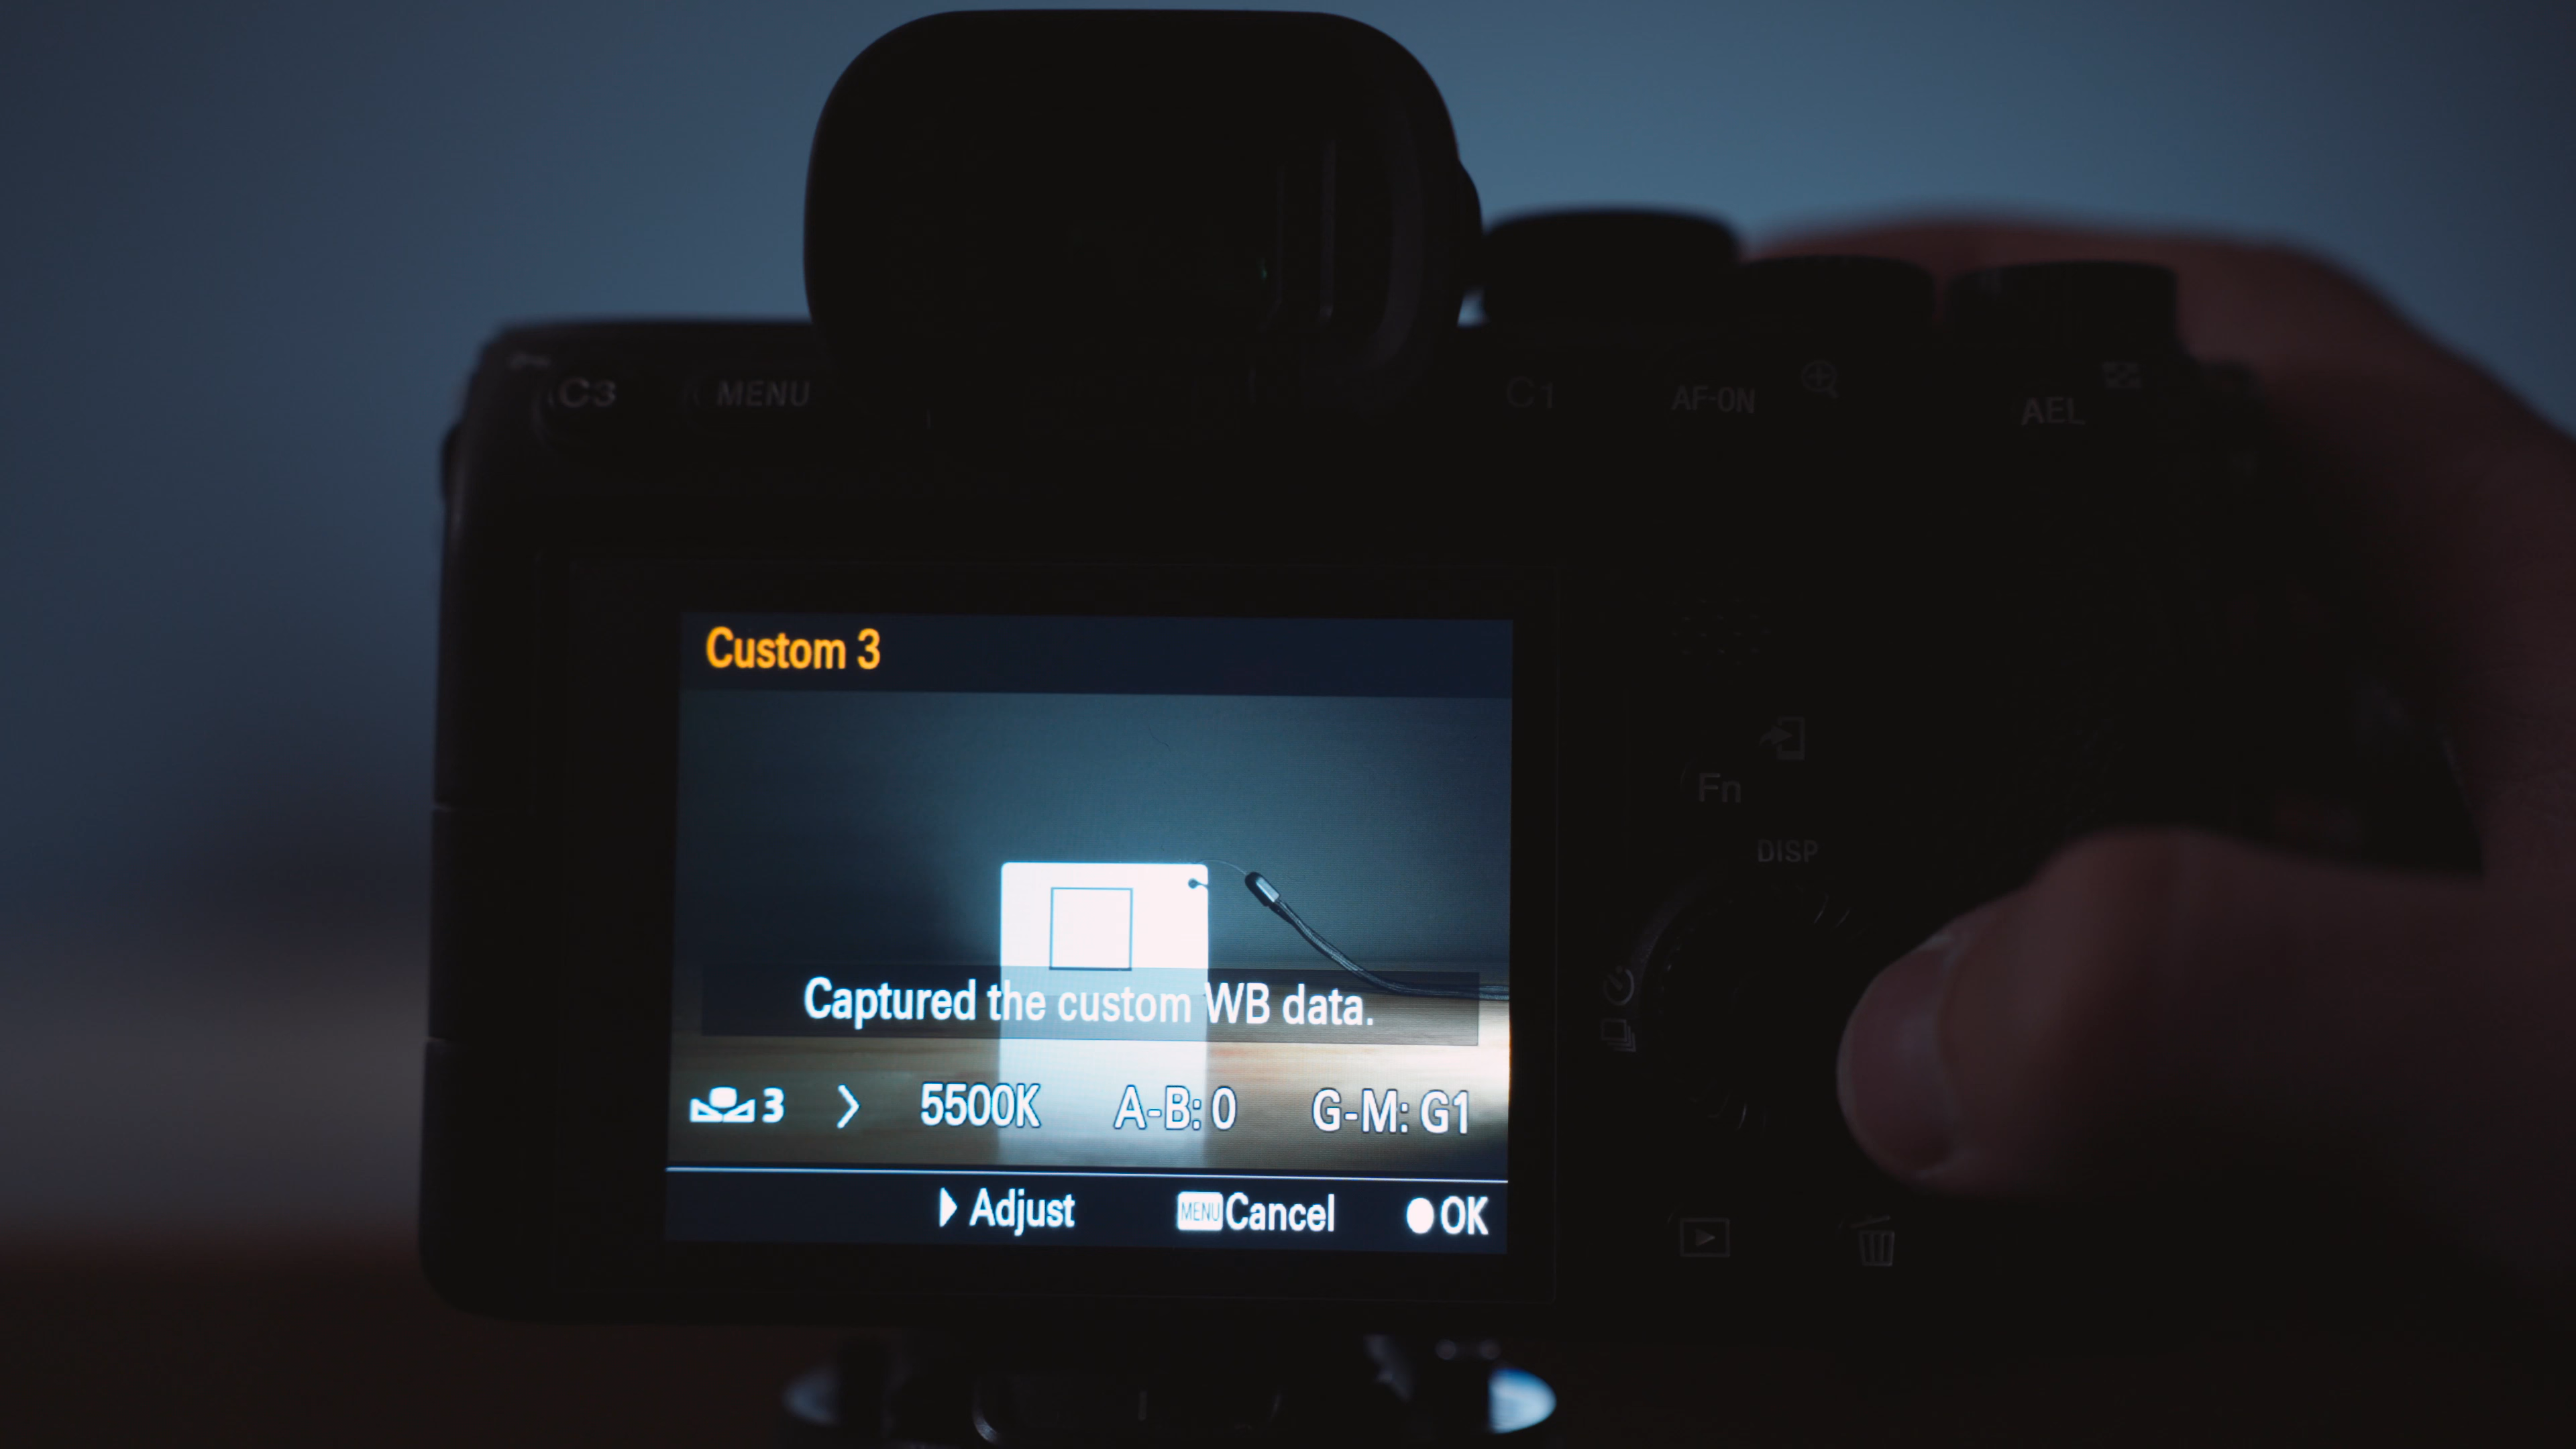 C3 MENU C1 AF-ON AEL
Custom 3
Fn
DISP
Captured the custom WB data.
3 5500K A-B: 0 G-M: G1
Adjust MENU Cancel OK